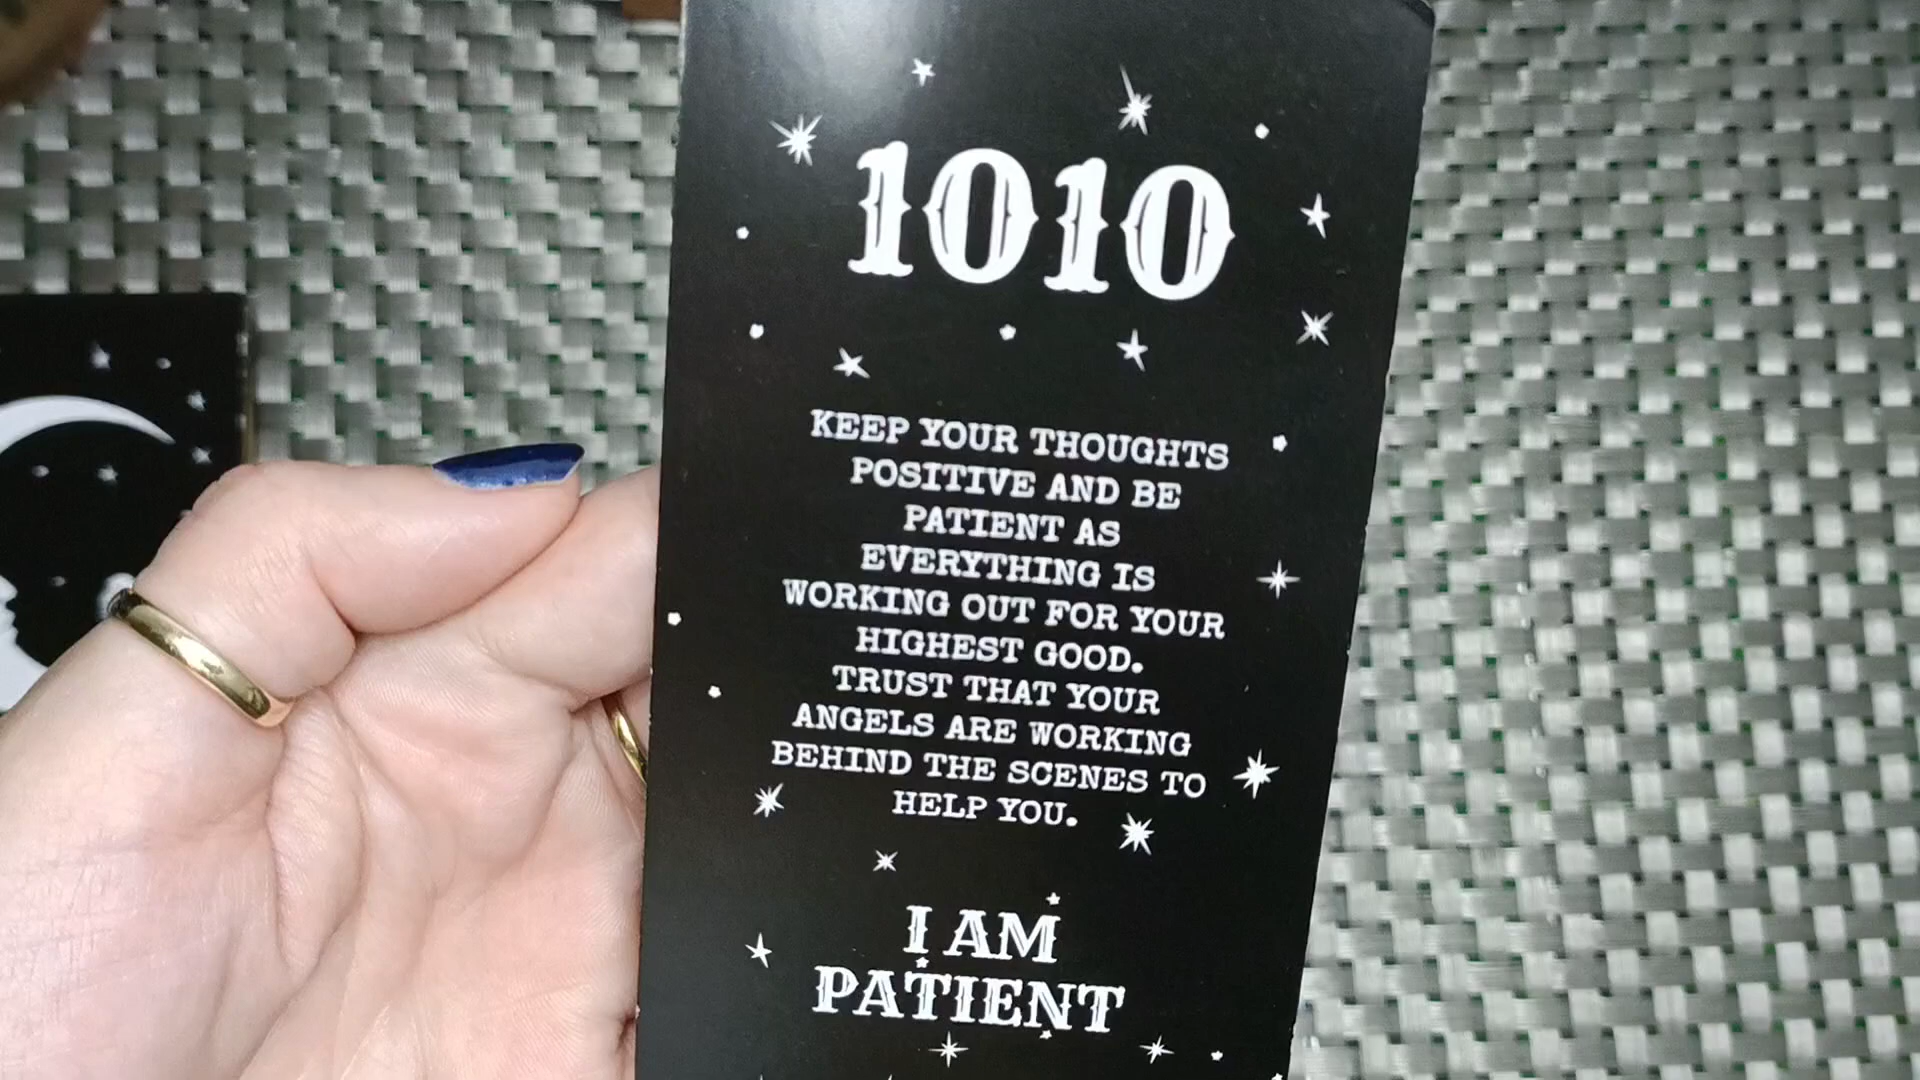 1010
KEEP YOUR THOUGHTS
POSITIVE AND BE
PATIENT AS
EVERYTHING IS
WORKING OUT FOR YOUR
HIGHEST GOOD.
TRUST THAT YOUR
ANGELS ARE WORKING
BEHIND THE SCENES TO
HELP YOU.
I AM
PATIENT